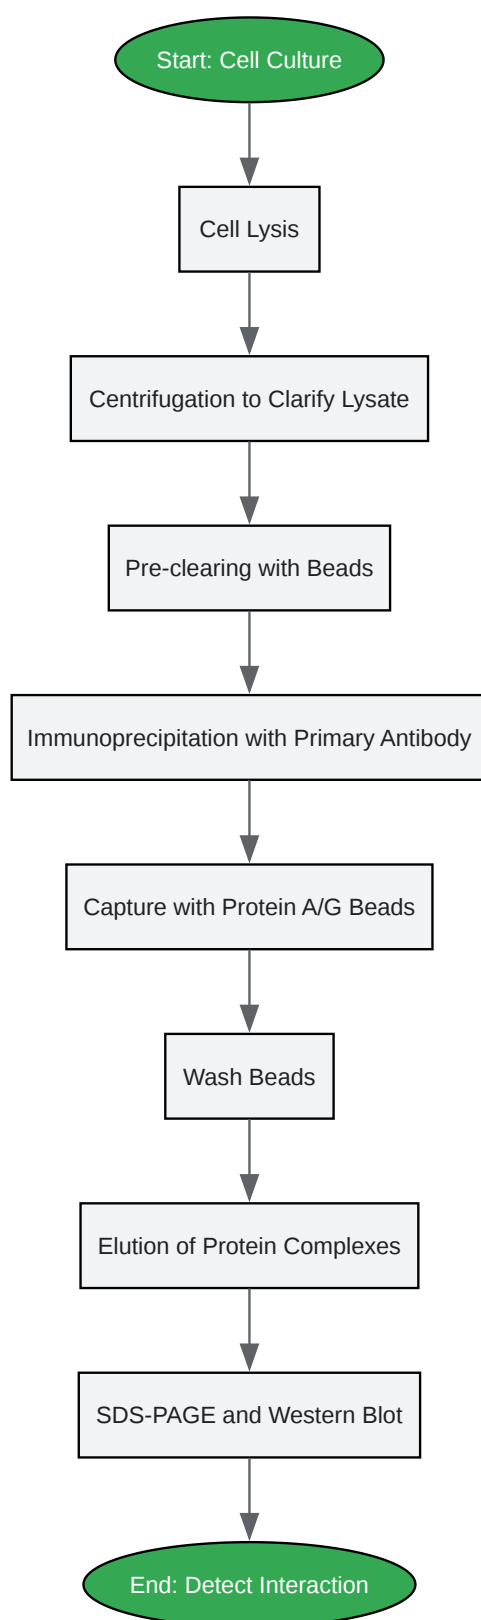 Start: Cell Culture
Cell Lysis
Centrifugation to Clarify Lysate
Pre-clearing with Beads
Immunoprecipitation with Primary Antibody
Capture with Protein A/G Beads
Wash Beads
Elution of Protein Complexes
SDS-PAGE and Western Blot
End: Detect Interaction